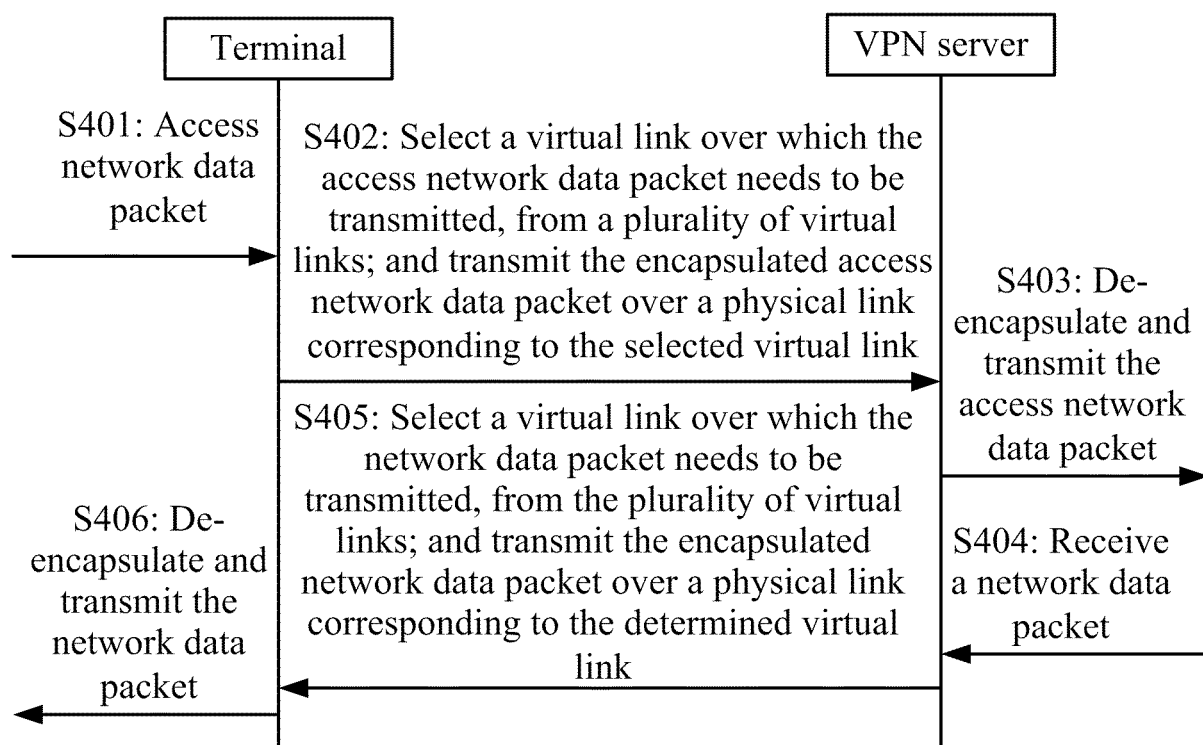 Terminal
VPN server
S401: Access
network data
packet
S402: Select a virtual link over which the
access network data packet needs to be
transmitted, from a plurality of virtual
links; and transmit the encapsulated access
network data packet over a physical link
corresponding to the selected virtual link
S403: De-
encapsulate and
transmit the
access network
data packet
S404: Receive
a network data
packet
S405: Select a virtual link over which the
network data packet needs to be
transmitted, from the plurality of virtual
links; and transmit the encapsulated
network data packet over a physical link
corresponding to the determined virtual
link
S406: De-
encapsulate and
transmit the
network data
packet